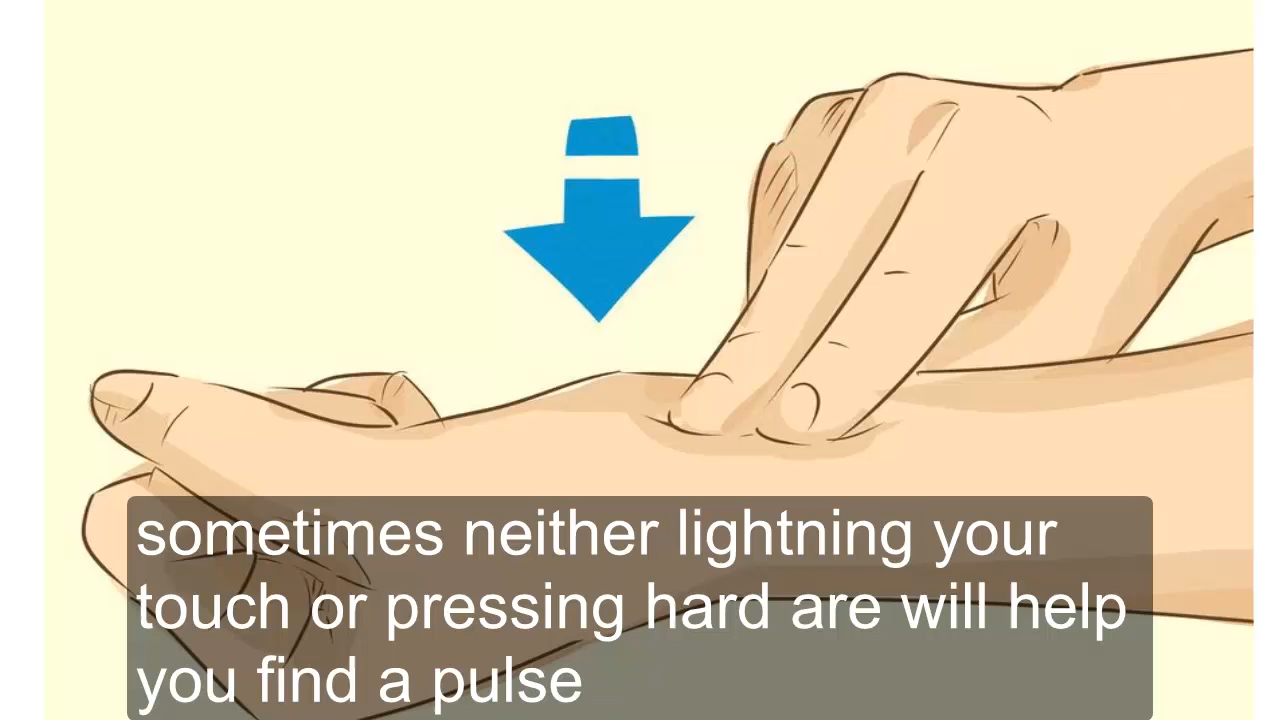 sometimes neither lightning your
touch or pressing hard are will help
you find a pulse